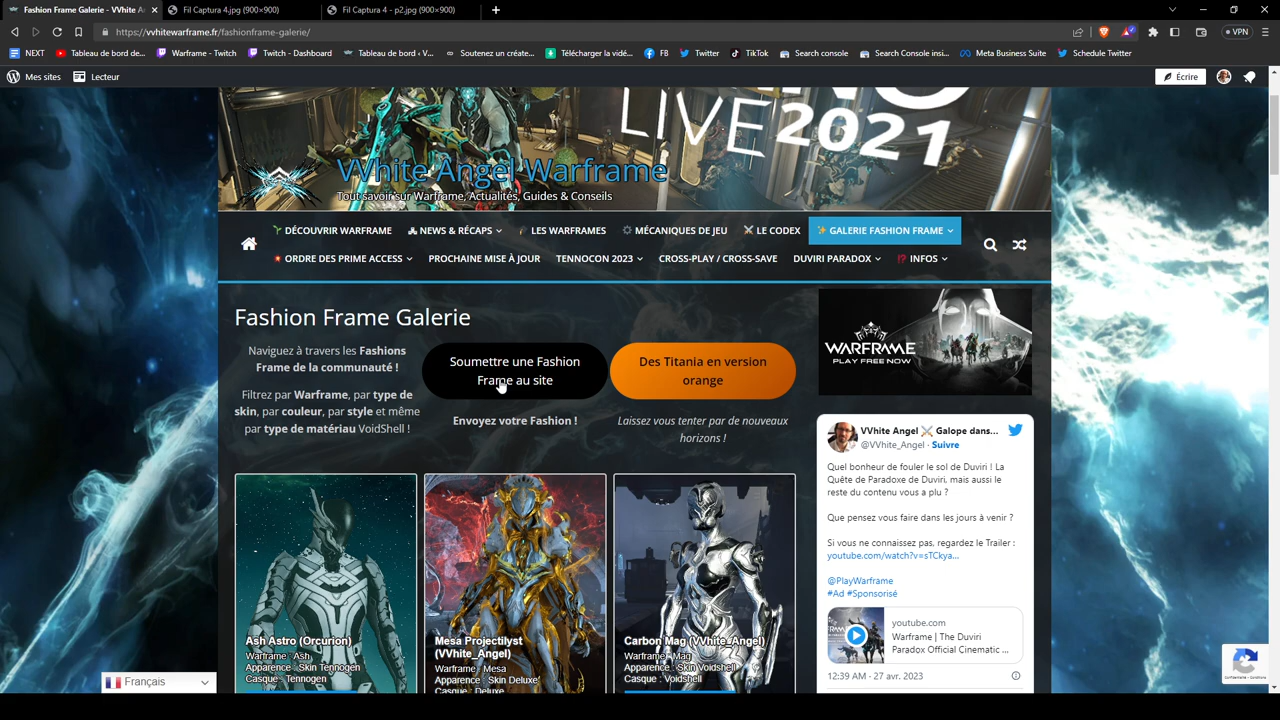 Fashion Frame Galerie - VVhite A
Fil Captura 4.jpg (900×900)
Fil Captura 4 - p2.jpg (900×900)
https://vvhitewarframe.fr/fashionframe-galerie/
VPN
NEXT
Tableau de bord de...
Warframe - Twitch
Twitch - Dashboard
Tableau de bord ‹ V...
Soutenez un créate...
Télécharger la vidé...
FB
Twitter
TikTok
Search console
Search Console insi...
Meta Business Suite
Schedule Twitter
Mes sites
Lecteur
Écrire
LIVE2021
VVhite Angel Warframe
Tout savoir sur Warframe, Actualités, Guides & Conseils
DÉCOUVRIR WARFRAME
NEWS & RÉCAPS
LES WARFRAMES
MÉCANIQUES DE JEU
LE CODEX
GALERIE FASHION FRAME
ORDRE DES PRIME ACCESS
PROCHAINE MISE À JOUR
TENNOCON 2023
CROSS-PLAY / CROSS-SAVE
DUVIRI PARADOX
⁉ INFOS
Fashion Frame Galerie
Naviguez à travers les Fashions
Frame de la communauté !
Filtrez par Warframe, par type de
skin, par couleur, par style et même
par type de matériau VoidShell !
Soumettre une Fashion
Frame au site
Envoyez votre Fashion !
Des Titania en version
orange
Laissez vous tenter par de nouveaux
horizons !
Ash Astro (Orcurion)
Warframe : Ash
Apparence : Skin Tennogen
Casque : Tennogen
Mesa Projectilyst
(VVhite_Angel)
Warframe : Mesa
Apparence : Skin Deluxe
Casque : Deluxe
Carbon Mag (VVhite_Angel)
Warframe : Mag
Apparence : Skin Voidshell
Casque : Voidshell
WARFRAME
PLAY FREE NOW
VVhite Angel ⚔ Galope dans...
@VVhite_Angel · Suivre
Quel bonheur de fouler le sol de Duviri ! La
Quête de Paradoxe de Duviri, mais aussi le
reste du contenu vous a plu ?
Que pensez vous faire dans les jours à venir ?
Si vous ne connaissez pas, regardez le Trailer :
youtube.com/watch?v=sTCkya...
@PlayWarframe
#Ad #Sponsorisé
youtube.com
Warframe | The Duviri
Paradox Official Cinematic ...
12:39 AM · 27 avr. 2023
Français